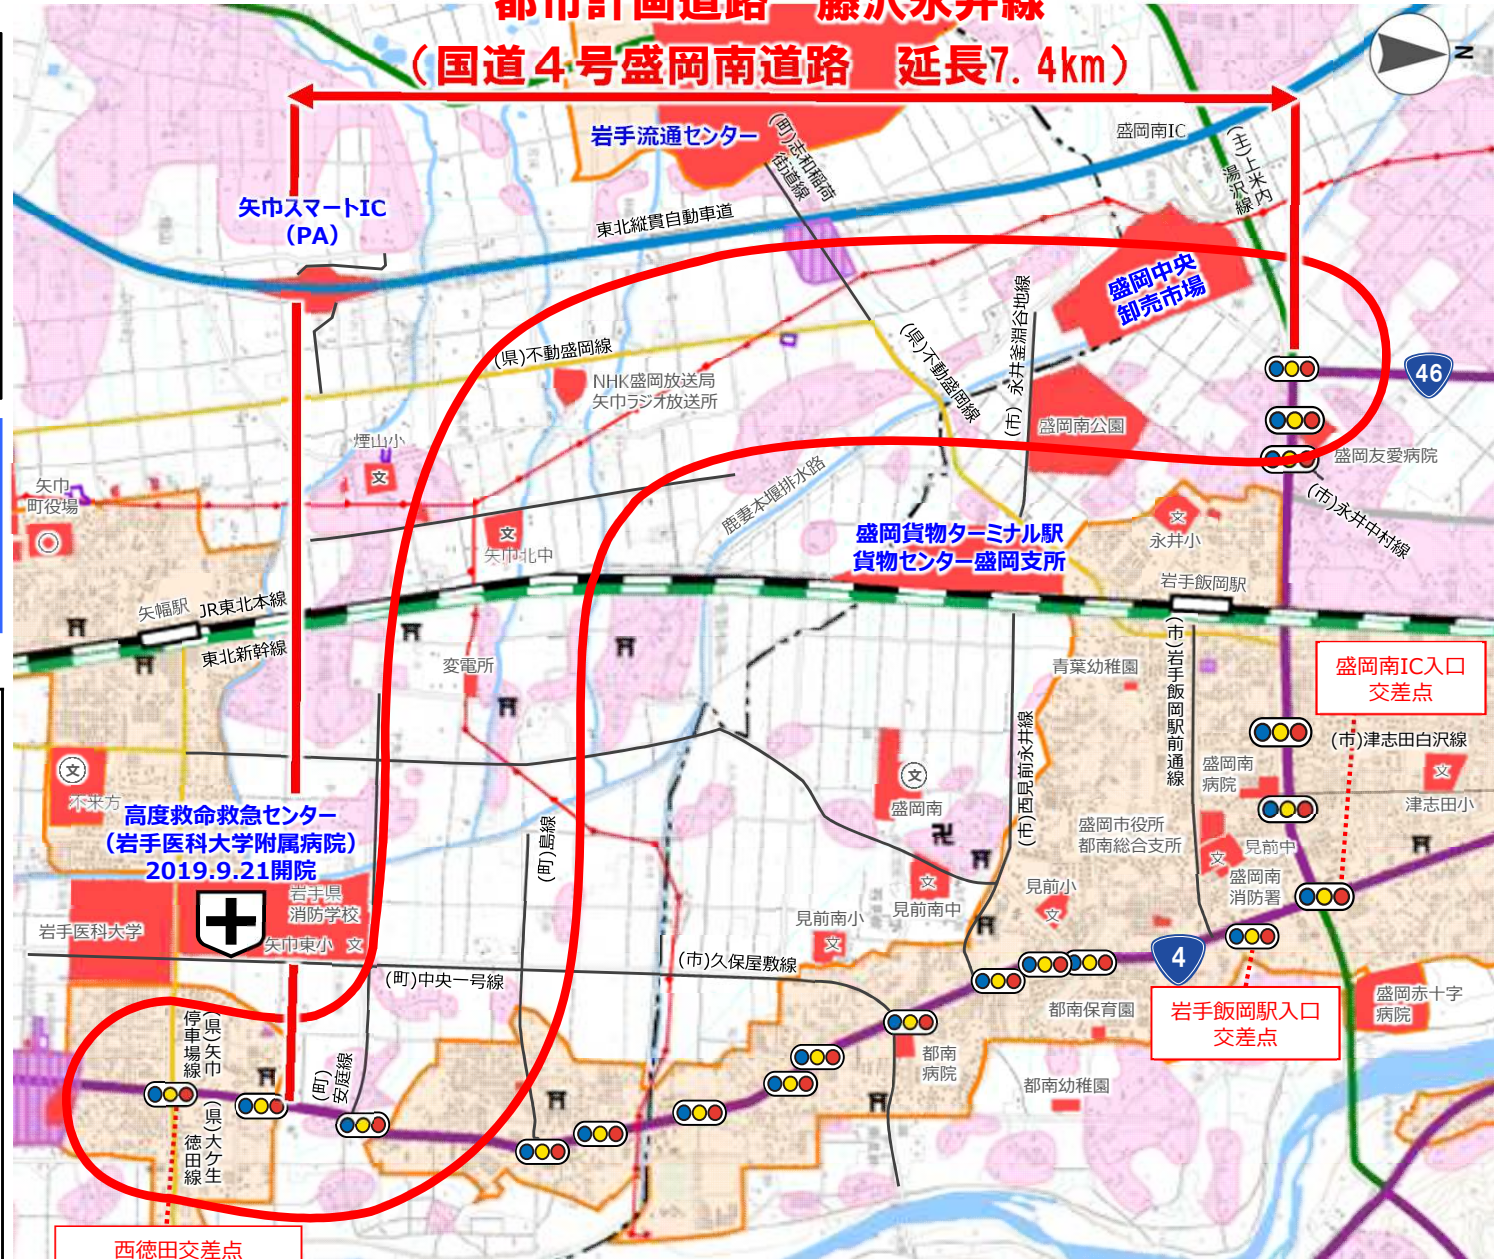 都市計画道路　藤沢永井線
（国道４号盛岡南道路　延長7.4km）
N
岩手流通センター
(町)志和稲荷
街道線
盛岡南IC
(主)上米内
湯沢線
矢巾スマートIC
（PA）
東北縦貫自動車道
盛岡中央
卸売市場
(県)不動盛岡線
(県)不動盛岡線
(市) 永井釜淵谷地線
46
NHK盛岡放送局
矢巾ラジオ放送所
煙山小
文
盛岡南公園
盛岡友愛病院
矢巾
町役場
鹿妻本堰排水路
(市)永井中村線
文
矢巾北中
盛岡貨物ターミナル駅
貨物センター盛岡支所
文
永井小
岩手飯岡駅
矢幅駅
JR東北本線
東北新幹線
変電所
青葉幼稚園
(市)岩手飯岡駅前通線
盛岡南IC入口
交差点
(市)西見前永井線
(市)津志田白沢線
文
不来方
文
盛岡南
盛岡南
病院
文
津志田小
高度救命救急センター
（岩手医科大学附属病院）
2019.9.21開院
(町)島線
盛岡市役所
都南総合支所
文
見前中
盛岡南
消防署
岩手県
消防学校
岩手医科大学
矢巾東小
文
見前南小
文
文
見前南中
見前小
文
(町)中央一号線
(市)久保屋敷線
4
盛岡赤十字
病院
都南保育園
岩手飯岡駅入口
交差点
(県)矢巾
停車場線
(町)
安庭線
都南
病院
都南幼稚園
(県)大ケ生
徳田線
西徳田交差点